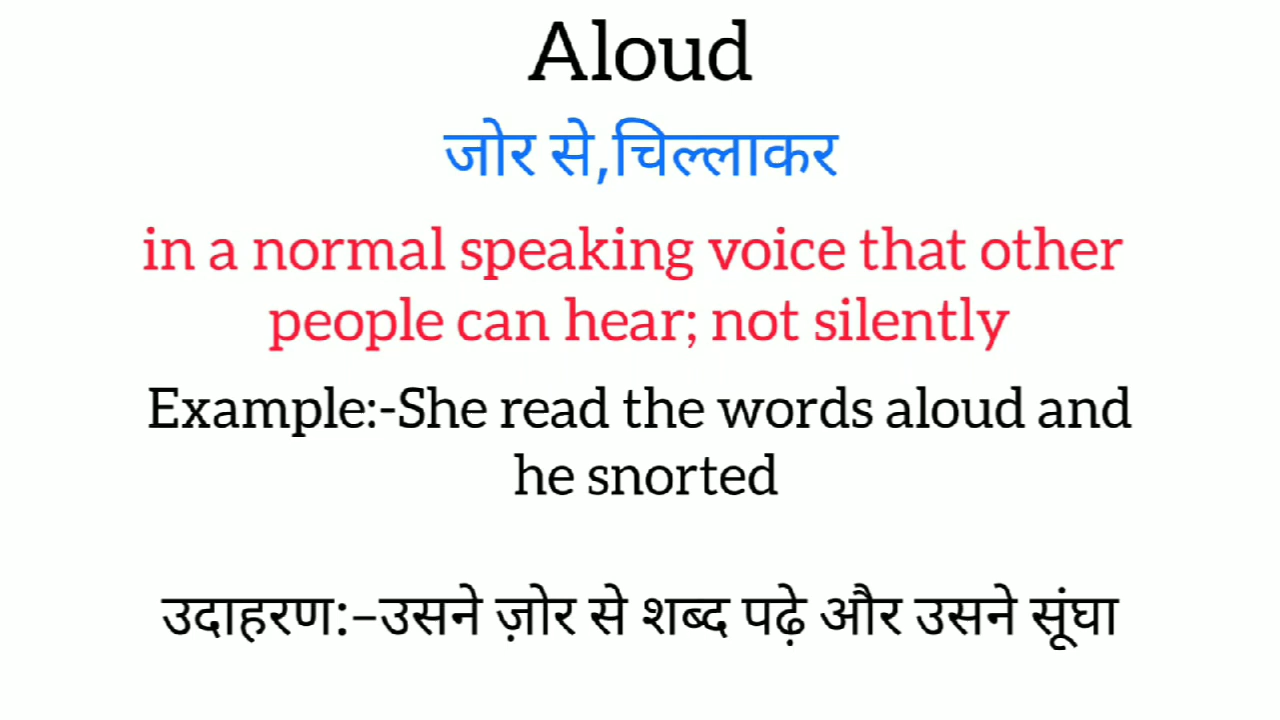 Aloud
जोर से,चिल्लाकर
in a normal speaking voice that other
people can hear; not silently
Example:-She read the words aloud and
he snorted
उदाहरण:–उसने ज़ोर से शब्द पढ़े और उसने सूंघा